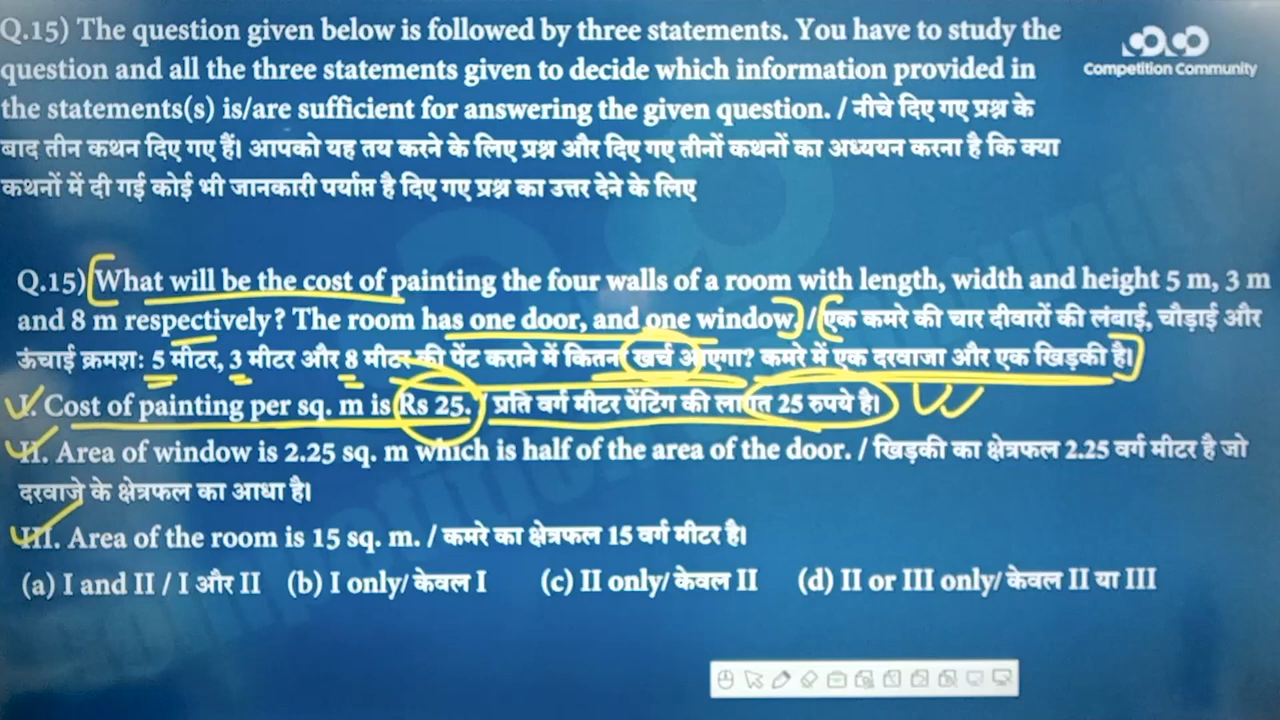 Q.15) The question given below is followed by three statements. You have to study the
question and all the three statements given to decide which information provided in
the statements(s) is/are sufficient for answering the given question. / नीचे दिए गए प्रश्न के
बाद तीन कथन दिए गए हैं। आपको यह तय करने के लिए प्रश्न और दिए गए तीनों कथनों का अध्ययन करना है कि क्या
कथनों में दी गई कोई भी जानकारी पर्याप्त है दिए गए प्रश्न का उत्तर देने के लिए
Competition Community
Q.15) What will be the cost of painting the four walls of a room with length, width and height 5 m, 3 m
and 8 m respectively? The room has one door, and one window. / एक कमरे की चार दीवारों की लंबाई, चौड़ाई और
ऊंचाई क्रमश: 5 मीटर, 3 मीटर और 8 मीटर की पेंट कराने में कितना खर्च आएगा? कमरे में एक दरवाजा और एक खिड़की है।
I. Cost of painting per sq. m is Rs 25. / प्रति वर्ग मीटर पेंटिंग की लागत 25 रुपये है।
II. Area of window is 2.25 sq. m which is half of the area of the door. / खिड़की का क्षेत्रफल 2.25 वर्ग मीटर है जो
दरवाजे के क्षेत्रफल का आधा है।
III. Area of the room is 15 sq. m. / कमरे का क्षेत्रफल 15 वर्ग मीटर है।
(a) I and II / I और II (b) I only/ केवल I (c) II only/ केवल II (d) II or III only/ केवल II या III